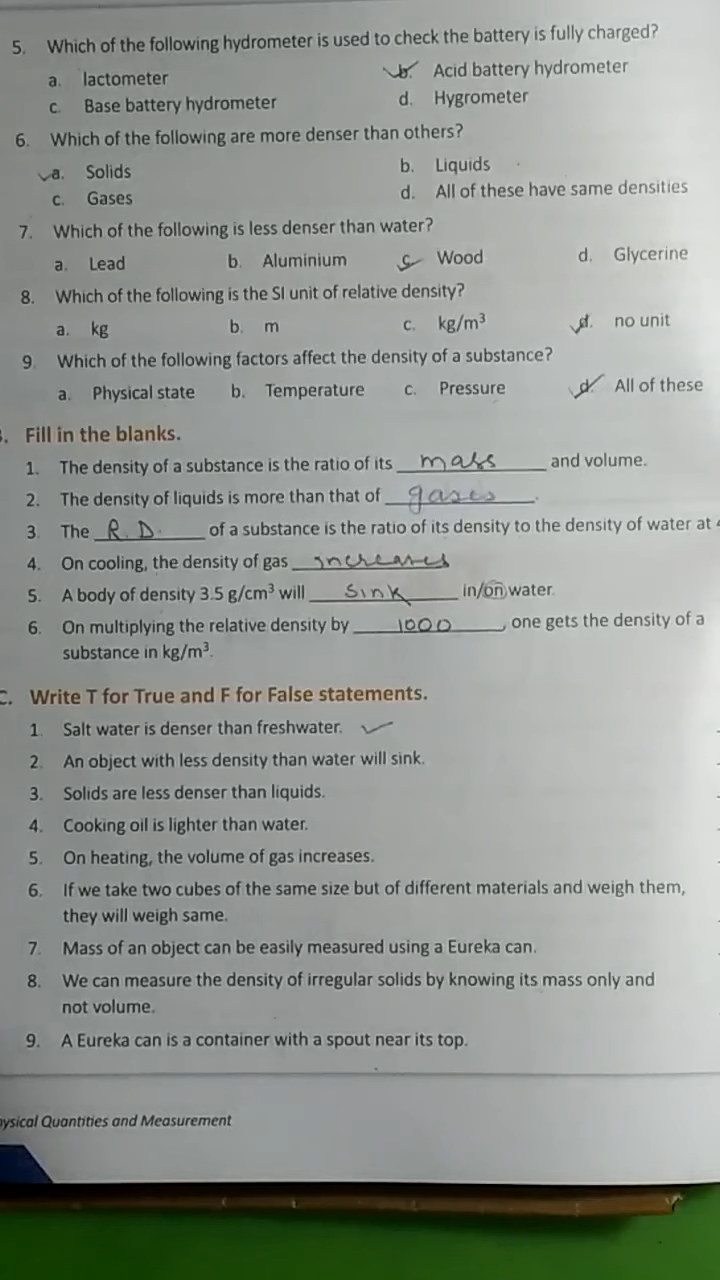 5. Which of the following hydrometer is used to check the battery is fully charged?
a. lactometer b. Acid battery hydrometer
c. Base battery hydrometer d. Hygrometer
6. Which of the following are more denser than others?
a. Solids b. Liquids
c. Gases d. All of these have same densities
7. Which of the following is less denser than water?
a. Lead b. Aluminium c Wood d. Glycerine
8. Which of the following is the SI unit of relative density?
a. kg b. m c. kg/m³ d. no unit
9. Which of the following factors affect the density of a substance?
a. Physical state b. Temperature c. Pressure d. All of these
. Fill in the blanks.
1. The density of a substance is the ratio of its mass and volume.
2. The density of liquids is more than that of gases.
3. The R.D. of a substance is the ratio of its density to the density of water at
4. On cooling, the density of gas increases
5. A body of density 3.5 g/cm³ will sink in/on water.
6. On multiplying the relative density by 1000, one gets the density of a
substance in kg/m³.
C. Write T for True and F for False statements.
1. Salt water is denser than freshwater. ✓
2. An object with less density than water will sink.
3. Solids are less denser than liquids.
4. Cooking oil is lighter than water.
5. On heating, the volume of gas increases.
6. If we take two cubes of the same size but of different materials and weigh them,
they will weigh same.
7. Mass of an object can be easily measured using a Eureka can.
8. We can measure the density of irregular solids by knowing its mass only and
not volume.
9. A Eureka can is a container with a spout near its top.
ysical Quantities and Measurement